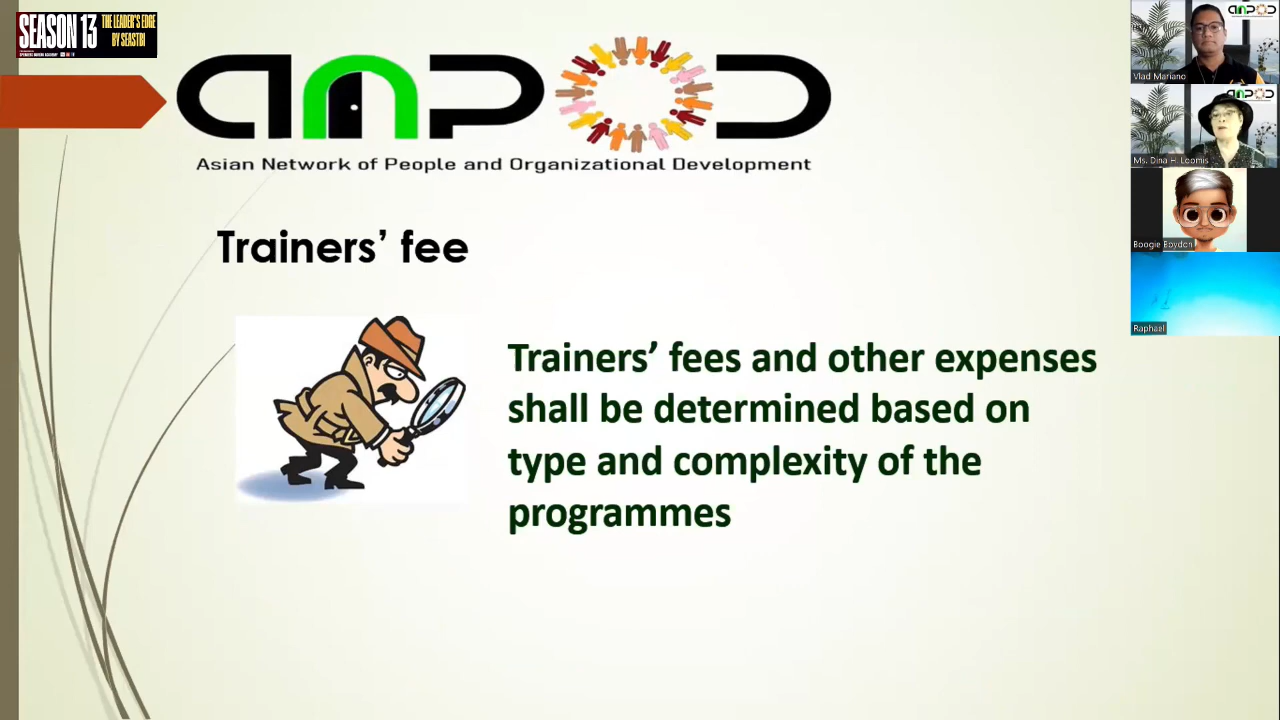 SEASON 13
THE LEADER'S EDGE
BY SEASTBI
ANPOD
Asian Network of People and Organizational Development
Trainers’ fee
Trainers’ fees and other expenses
shall be determined based on
type and complexity of the
programmes
Vlad Mariano
Ms. Dina H. Loomis
Boogie Boydon
Raphael